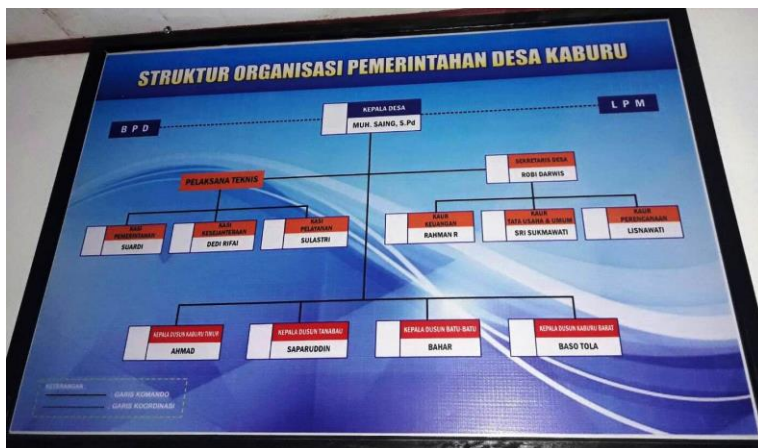 STRUKTUR ORGANISASI PEMERINTAHAN DESA KABURU
KEPALA DESA
MUH. SAING, S.Pd
B P D
L P M
SEKRETARIS DESA
ROBI DARWIS
PELAKSANA TEKNIS
KASI
PEMERINTAHAN
SUARDI
KASI
KESEJAHTERAAN
DEDI RIFAI
KASI
PELAYANAN
SULASTRI
KAUR
KEUANGAN
RAHMAN R
KAUR
TATA USAHA & UMUM
SRI SUKMAWATI
KAUR
PERENCANAAN
LISNAWATI
KEPALA DUSUN KABURU TIMUR
AHMAD
KEPALA DUSUN TANABAU
SAPARUDDIN
KEPALA DUSUN BATU-BATU
BAHAR
KEPALA DUSUN KABURU BARAT
BASO TOLA
KETERANGAN
GARIS KOMANDO
GARIS KOORDINASI